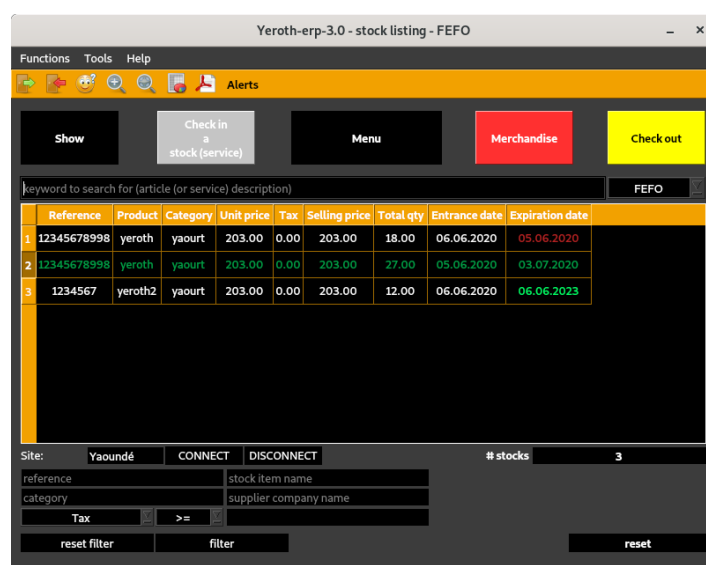 Yeroth-erp-3.0 - stock listing - FEFO
Functions Tools Help
Alerts
Show
Check in
a
stock (service)
Menu
Merchandise
Check out
keyword to search for (article (or service) description)
FEFO
Reference Product Category Unit price Tax Selling price Total qty Entrance date Expiration date
1 12345678998 yeroth yaourt 203.00 0.00 203.00 18.00 06.06.2020 05.06.2020
2 12345678998 yeroth yaourt 203.00 0.00 203.00 27.00 05.06.2020 03.07.2020
3 1234567 yeroth2 yaourt 203.00 0.00 203.00 12.00 06.06.2020 06.06.2023
Site: Yaoundé CONNECT DISCONNECT # stocks 3
reference stock item name
category supplier company name
Tax >=
reset filter filter reset